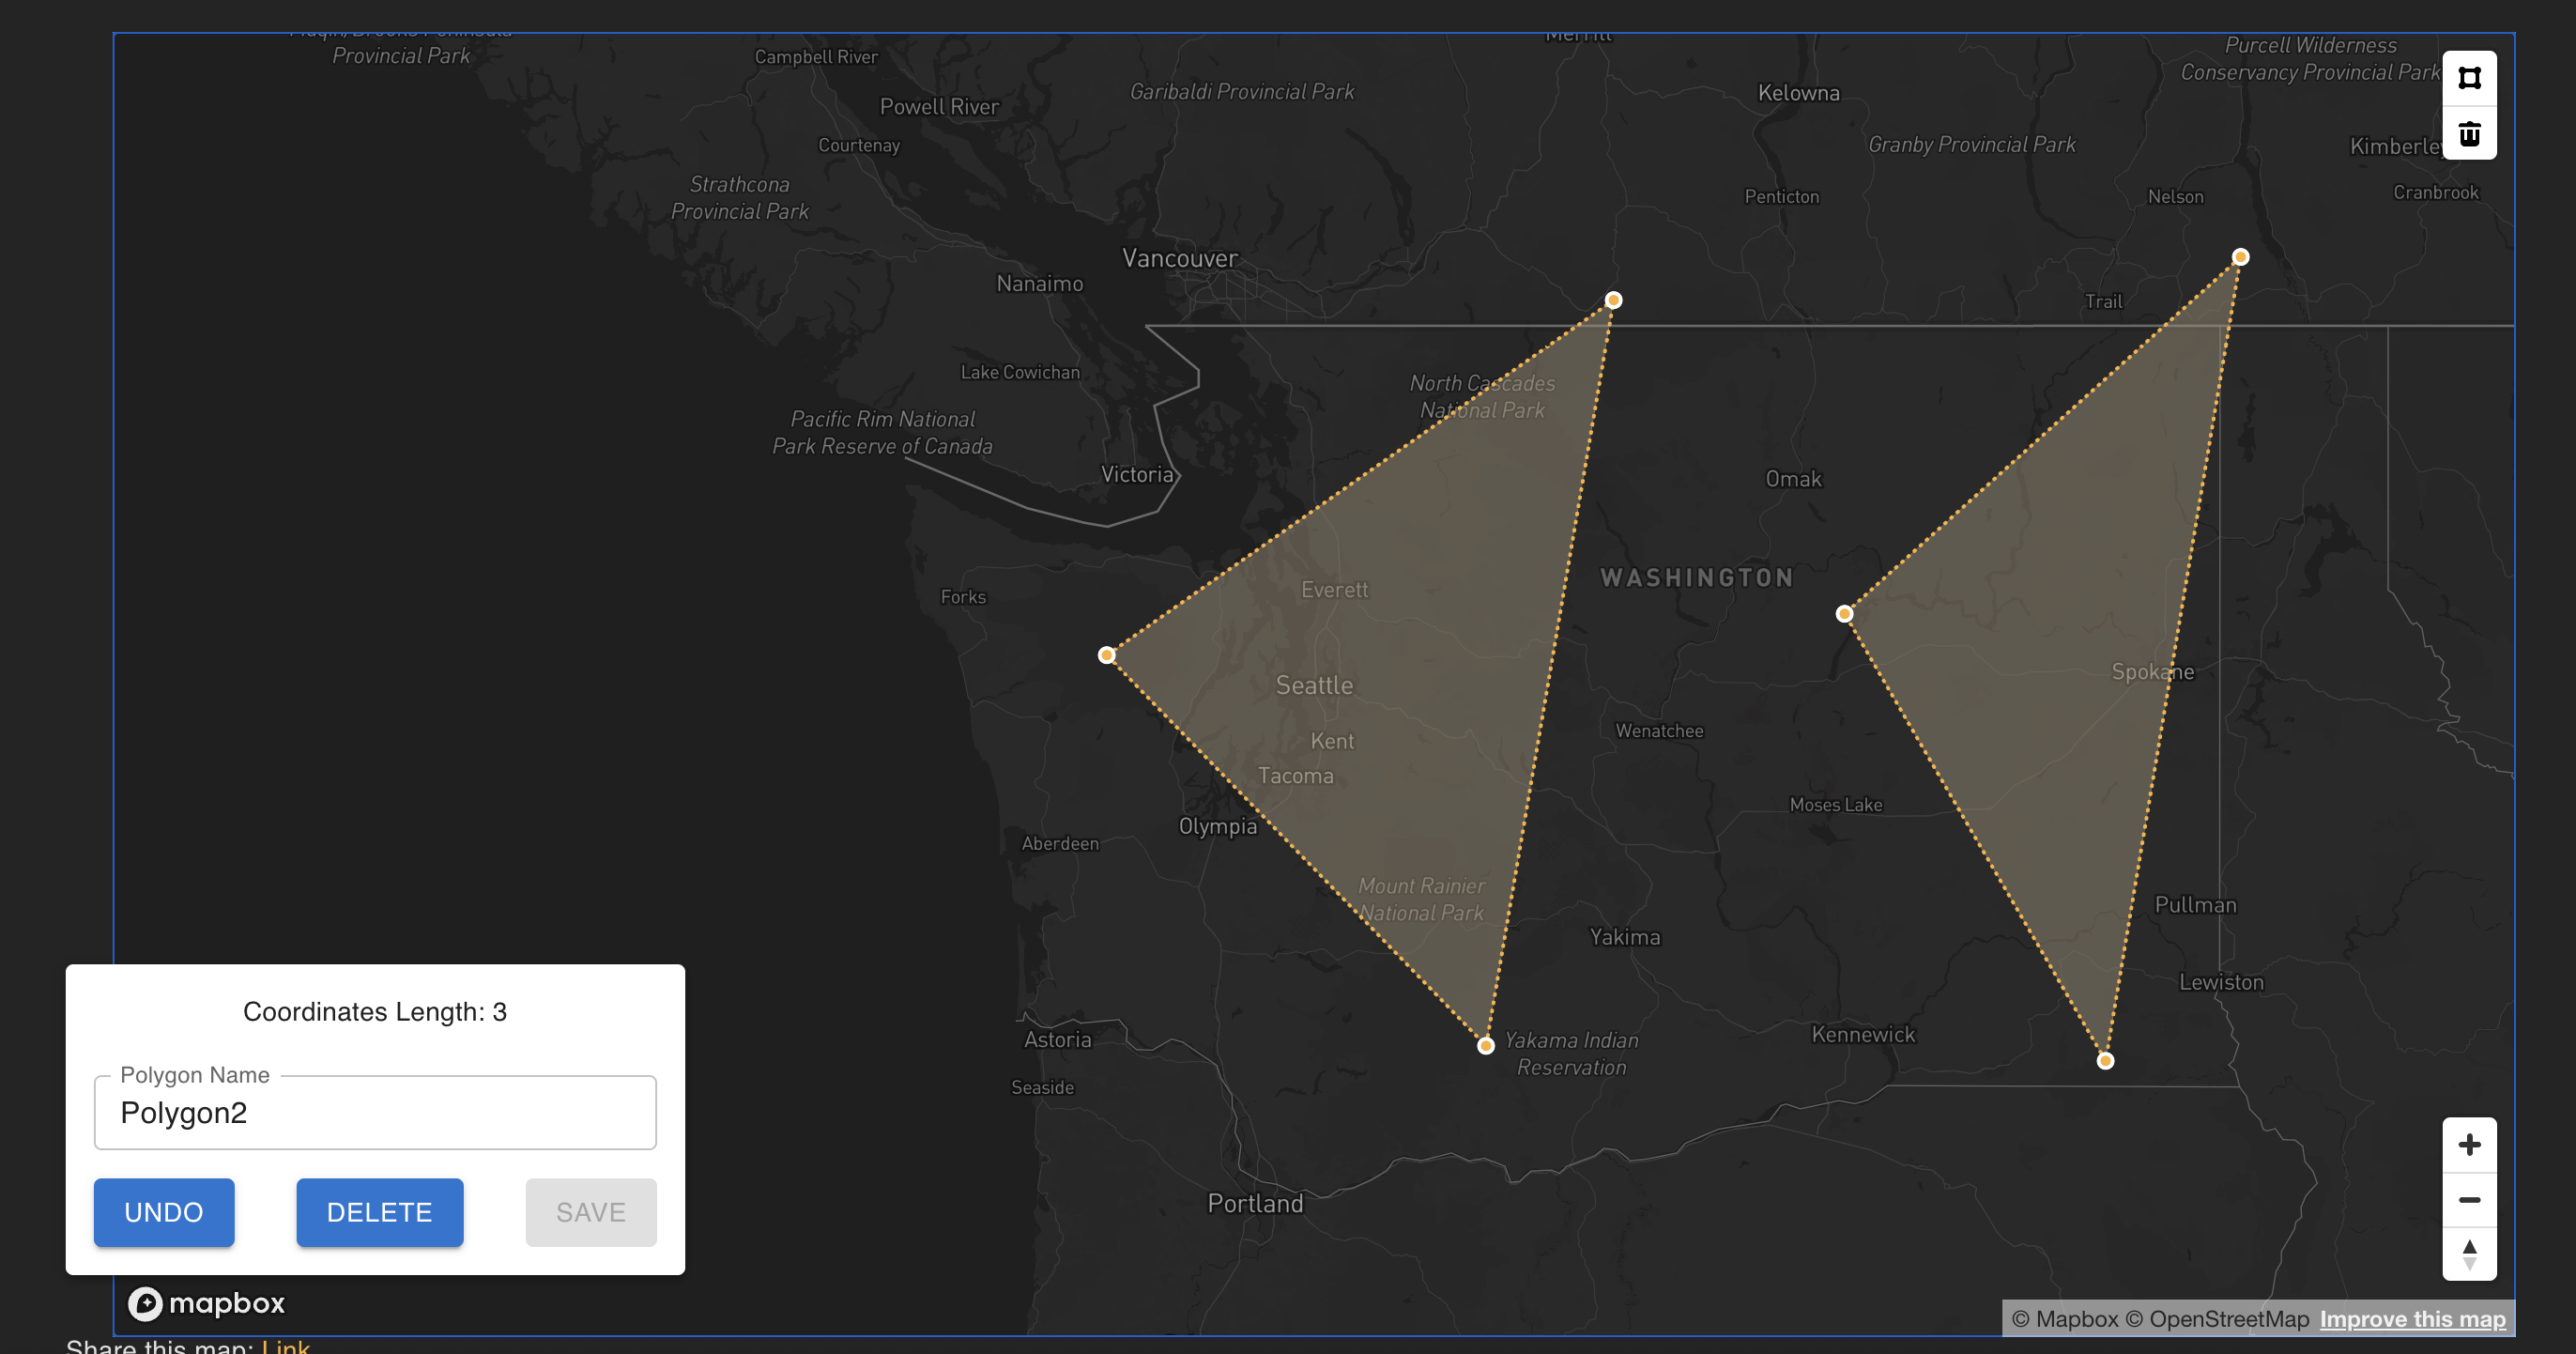 Provincial Park
Campbell River
Merritt
Purcell Wilderness
Conservancy Provincial Park
Powell River
Garibaldi Provincial Park
Kelowna
Courtenay
Granby Provincial Park
Kimberley
Strathcona
Provincial Park
Penticton
Nelson
Cranbrook
Vancouver
Nanaimo
Trail
Lake Cowichan
North Cascades
National Park
Pacific Rim National
Park Reserve of Canada
Victoria
Omak
WASHINGTON
Everett
Forks
Seattle
Spokane
Kent
Wenatchee
Tacoma
Moses Lake
Olympia
Aberdeen
Mount Rainier
National Park
Pullman
Yakima
Lewiston
Coordinates Length: 3
Astoria
Yakama Indian
Reservation
Kennewick
Polygon Name
Polygon2
Seaside
UNDO
DELETE
SAVE
Portland
mapbox
© Mapbox © OpenStreetMap Improve this map
Share this map: Link